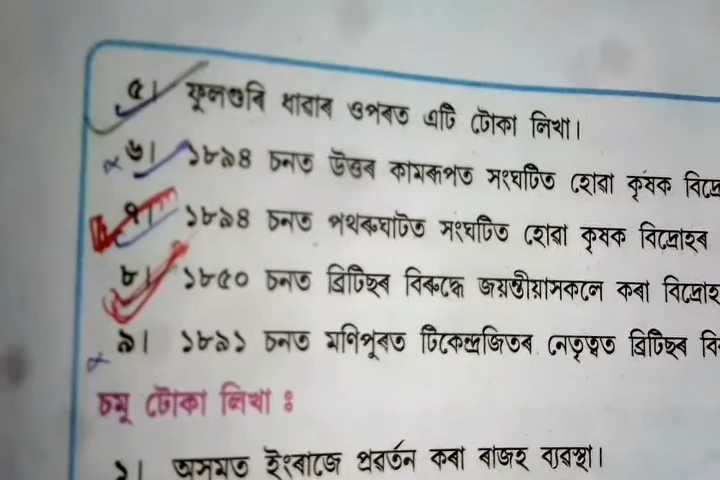 ৫। ফুলগুৰি ধাৱাৰ ওপৰত এটি টোকা লিখা।
৬। ১৮৯৪ চনত উত্তৰ কামৰূপত সংঘটিত হোৱা কৃষক
৭। ১৮৯৪ চনত পথৰুঘাটত সংঘটিত হোৱা কৃষক বিদ্ৰোহৰ
৮। ১৮৫০ চনত ব্ৰিটিছৰ বিৰুদ্ধে জয়ন্তীয়াসকলে কৰা বিদ্ৰোহ
৯। ১৮৯১ চনত মণিপুৰত টিকেন্দ্ৰজিতৰ নেতৃত্বত ব্ৰিটিছৰ
চমু টোকা লিখা ঃ
১। অসমত ইংৰাজে প্ৰৱৰ্তন কৰা ৰাজহ ব্যৱস্থা।